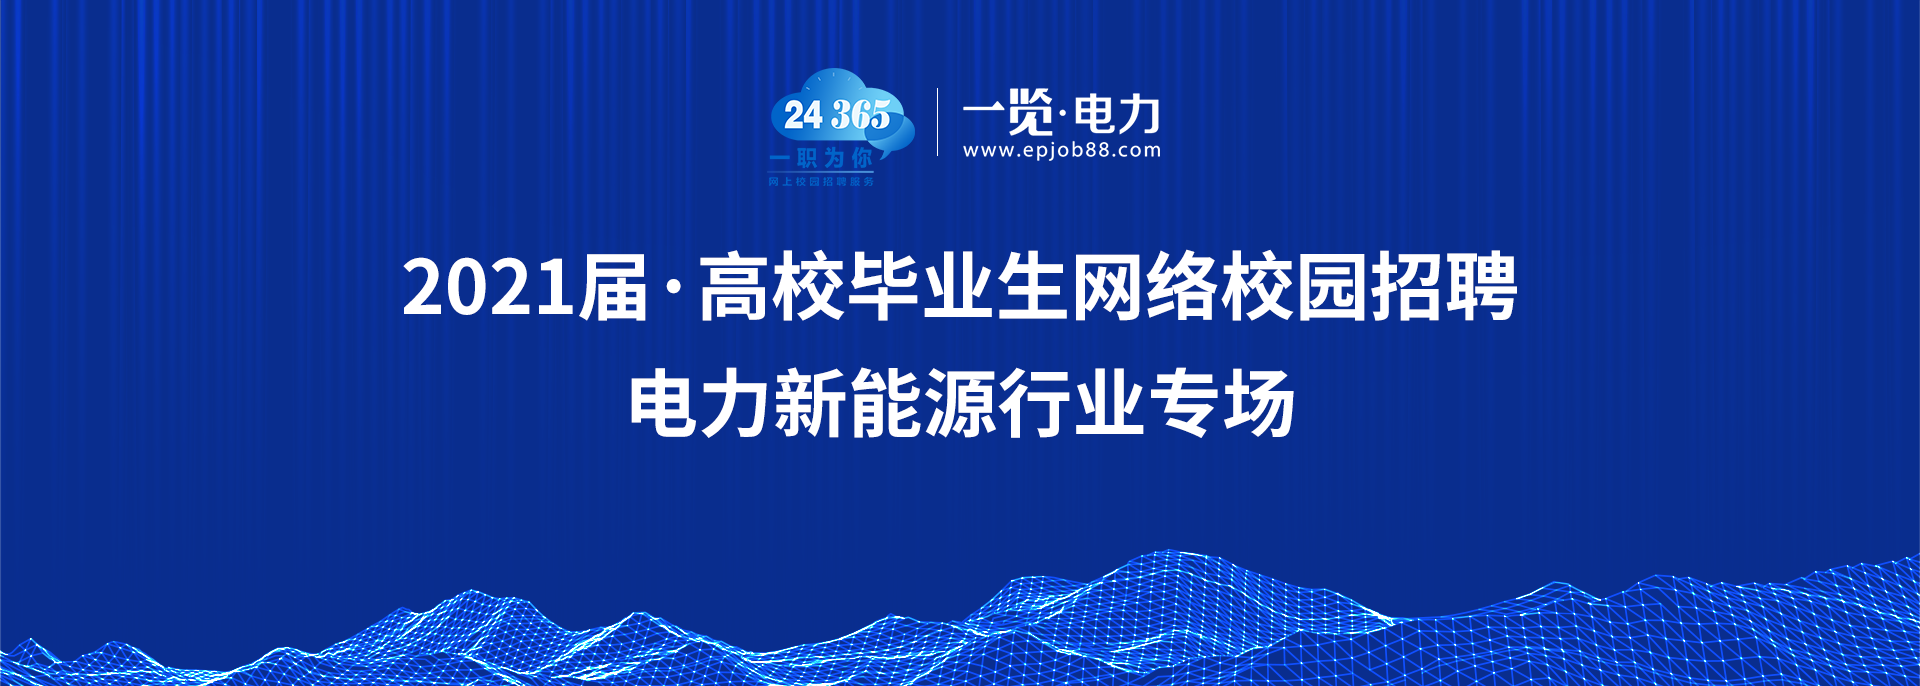 24 365
一职为你
网上校园招聘服务
一览·电力
www.epjob88.com
2021届·高校毕业生网络校园招聘
电力新能源行业专场